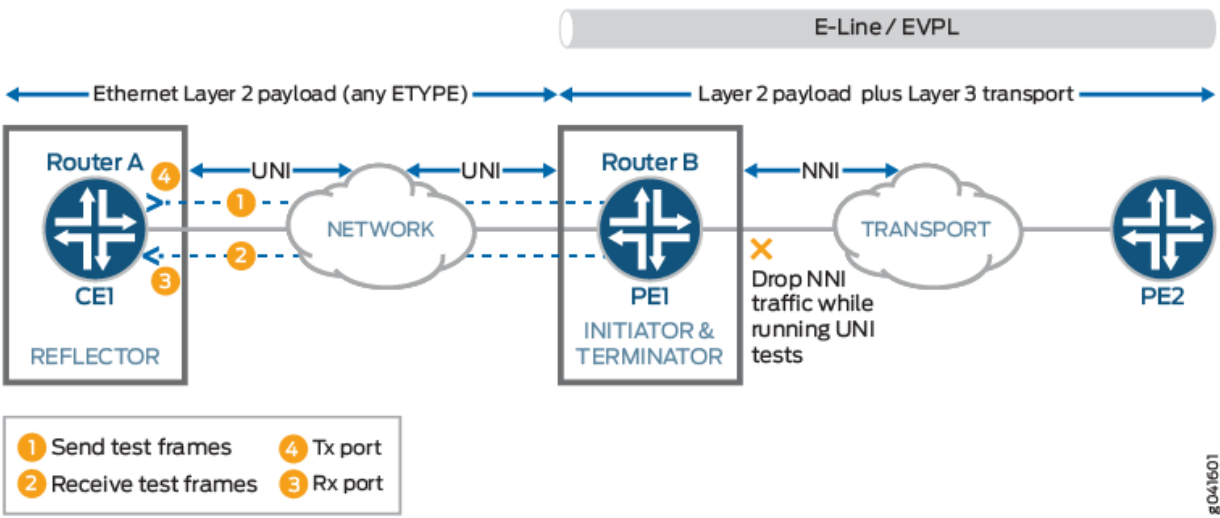 E-Line / EVPL
Ethernet Layer 2 payload (any ETYPE)
Layer 2 payload plus Layer 3 transport
Router A
4
UNI
UNI
Router B
NNI
1
NETWORK
TRANSPORT
2
3
CE1
PE1
PE2
Drop NNI
traffic while
running UNI
tests
REFLECTOR
INITIATOR &
TERMINATOR
1 Send test frames
4 Tx port
2 Receive test frames
3 Rx port
g041601